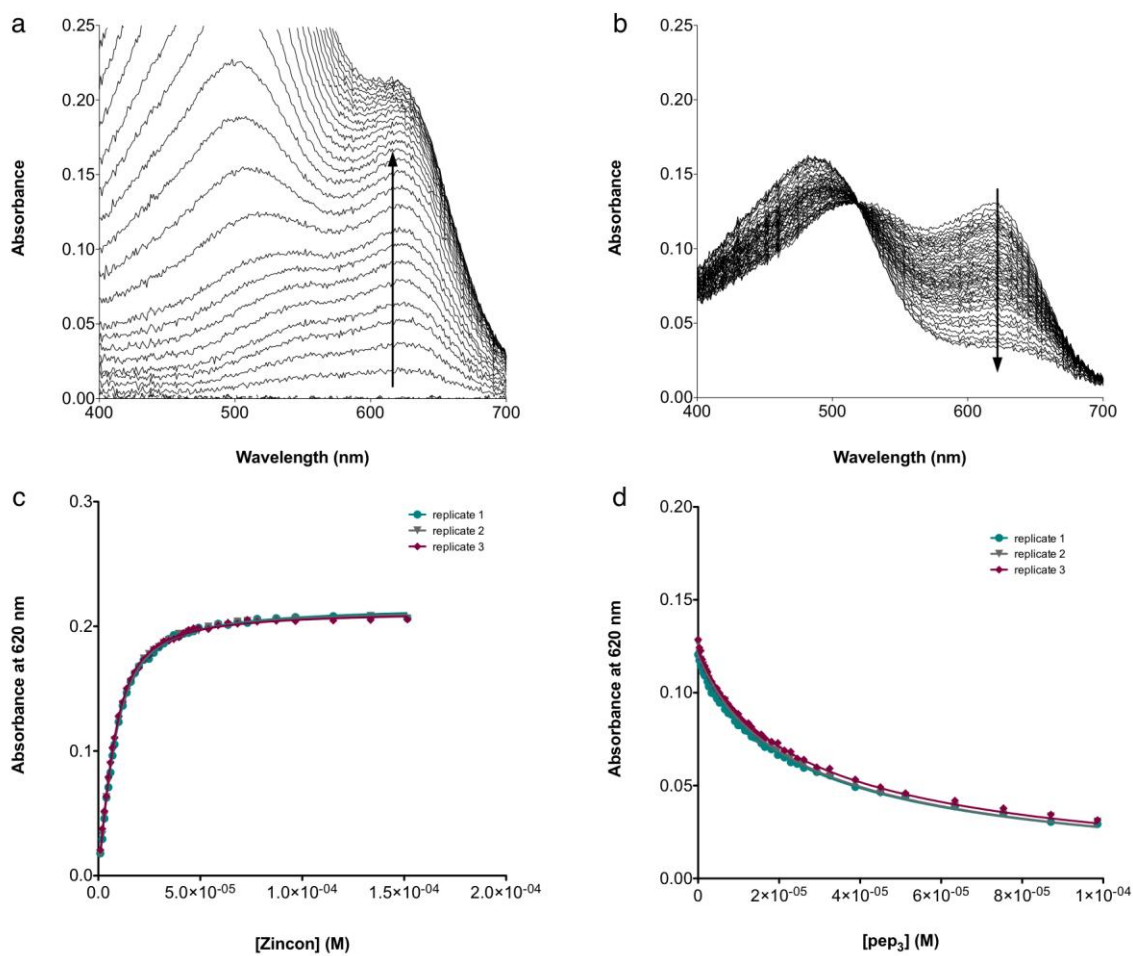 a
0.25
0.20
0.15
0.10
0.05
0.00
400
500
600
700
Absorbance
Wavelength (nm)
b
0.25
0.20
0.15
0.10
0.05
0.00
400
500
600
700
Absorbance
Wavelength (nm)
c
0.3
0.2
0.1
0.0
0.0
5.0×10⁻⁰⁵
1.0×10⁻⁰⁴
1.5×10⁻⁰⁴
2.0×10⁻⁰⁴
Absorbance at 620 nm
[Zincon] (M)
replicate 1
replicate 2
replicate 3
d
0.20
0.15
0.10
0.05
0.00
0
2×10⁻⁰⁵
4×10⁻⁰⁵
6×10⁻⁰⁵
8×10⁻⁰⁵
1×10⁻⁰⁴
Absorbance at 620 nm
[pep₃] (M)
replicate 1
replicate 2
replicate 3